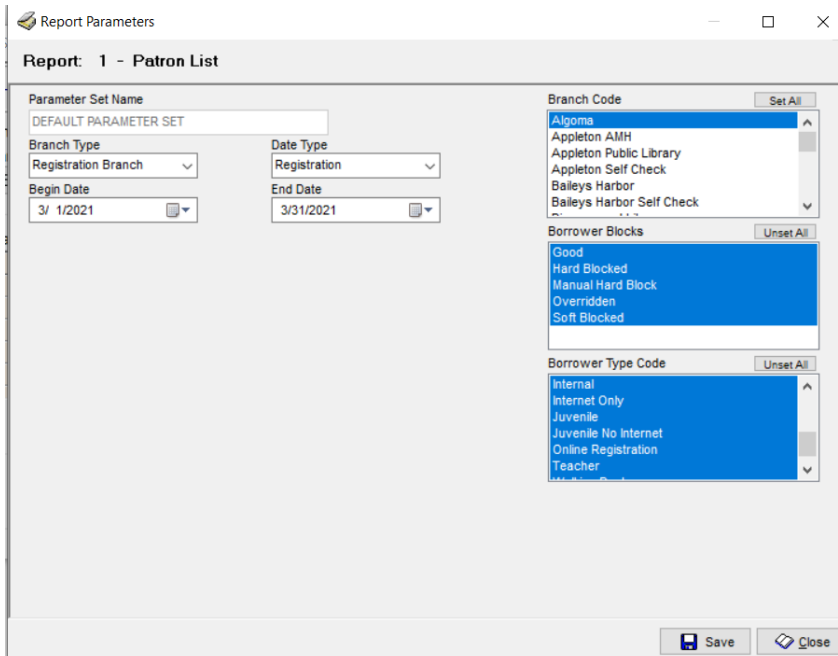 Report Parameters
Report: 1 - Patron List
Parameter Set Name
DEFAULT PARAMETER SET
Branch Type
Date Type
Registration Branch
Registration
Begin Date
End Date
3/ 1/2021
3/31/2021
Branch Code
Set All
Algoma
Appleton AMH
Appleton Public Library
Appleton Self Check
Baileys Harbor
Baileys Harbor Self Check
Borrower Blocks
Unset All
Good
Hard Blocked
Manual Hard Block
Overridden
Soft Blocked
Borrower Type Code
Unset All
Internal
Internet Only
Juvenile
Juvenile No Internet
Online Registration
Teacher
Save
Close